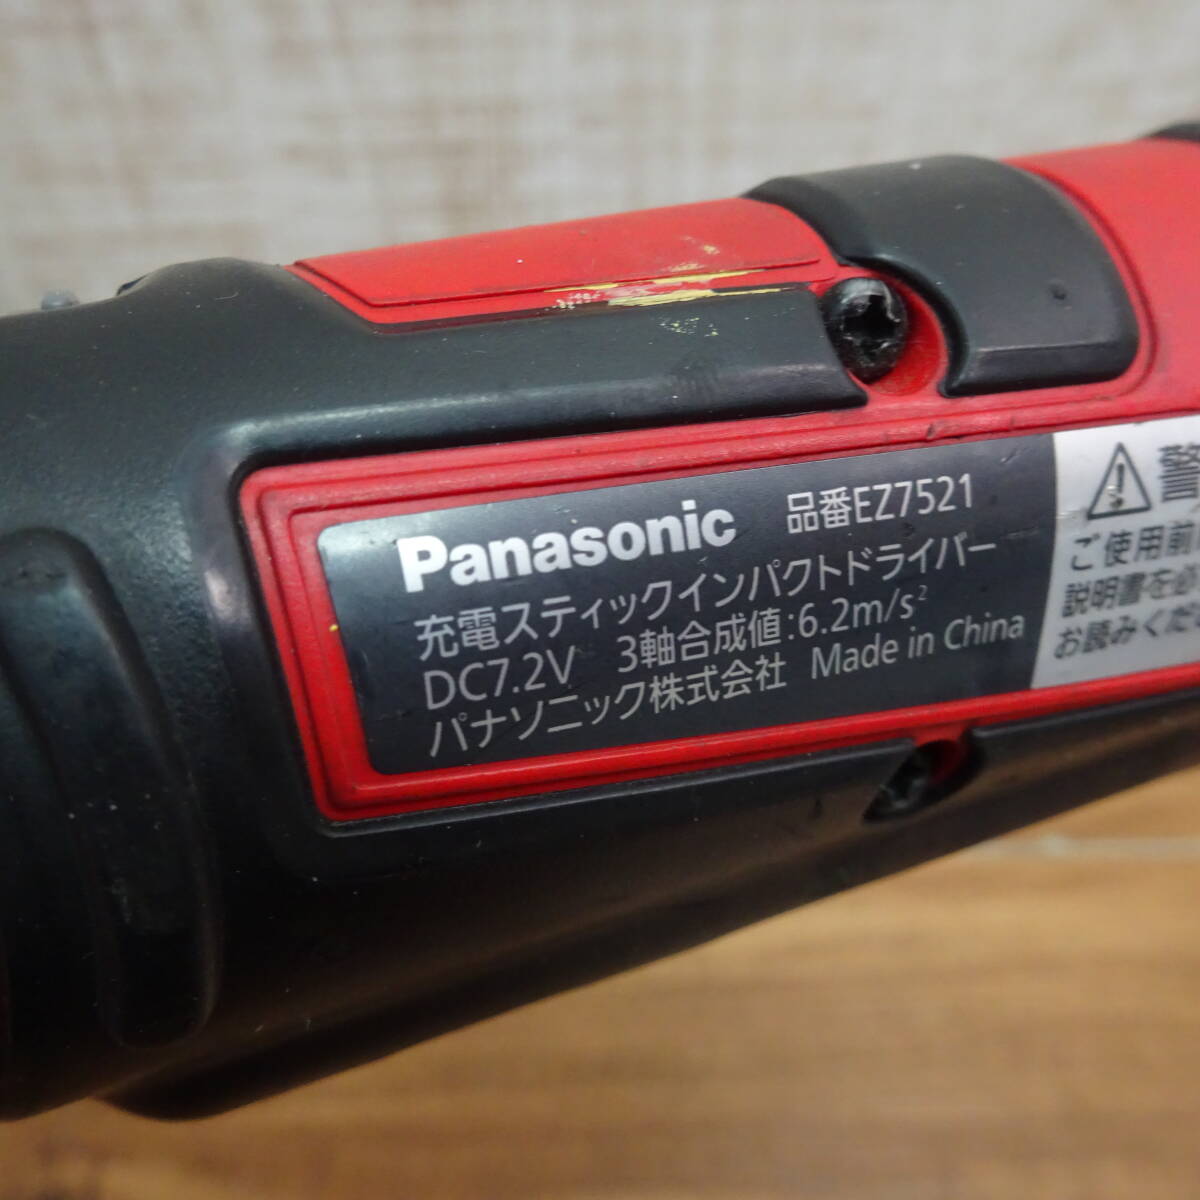 Panasonic 品番EZ7521
充電スティックインパクトドライバー
DC7.2V 3軸合成値:6.2m/s²
パナソニック株式会社 Made in China
ご使用前
説明書を必
お読みくだ